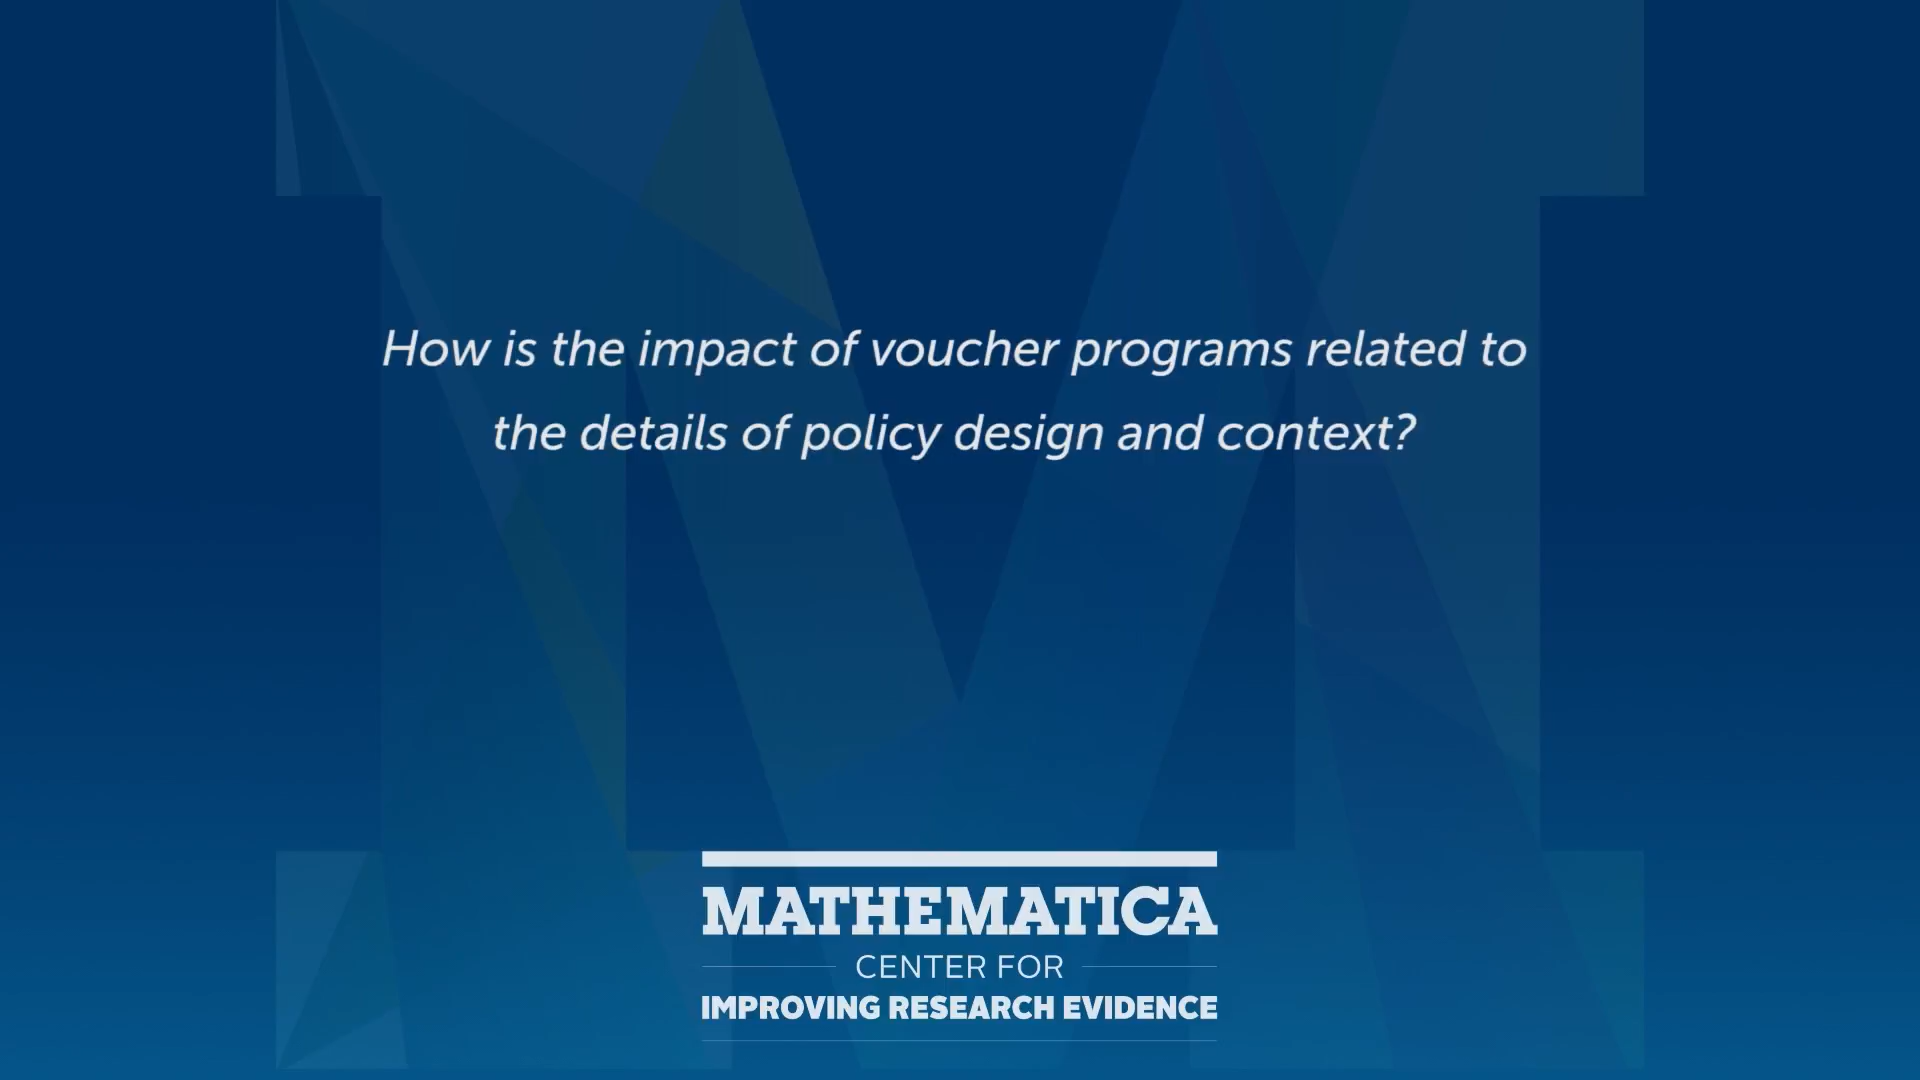 How is the impact of voucher programs related to
the details of policy design and context?
MATHEMATICA
CENTER FOR
IMPROVING RESEARCH EVIDENCE